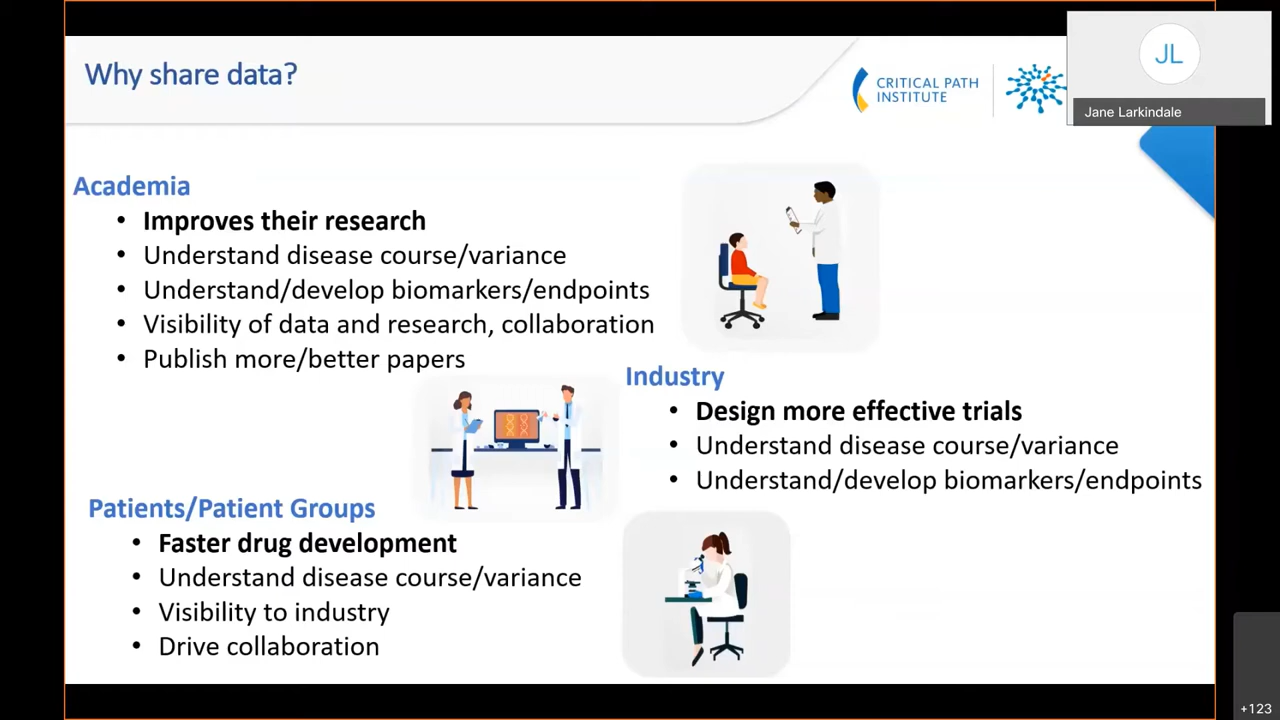 Why share data?
CRITICAL PATH
INSTITUTE
JL
Jane Larkindale
Academia
• Improves their research
• Understand disease course/variance
• Understand/develop biomarkers/endpoints
• Visibility of data and research, collaboration
• Publish more/better papers
Industry
• Design more effective trials
• Understand disease course/variance
• Understand/develop biomarkers/endpoints
Patients/Patient Groups
• Faster drug development
• Understand disease course/variance
• Visibility to industry
• Drive collaboration
+123